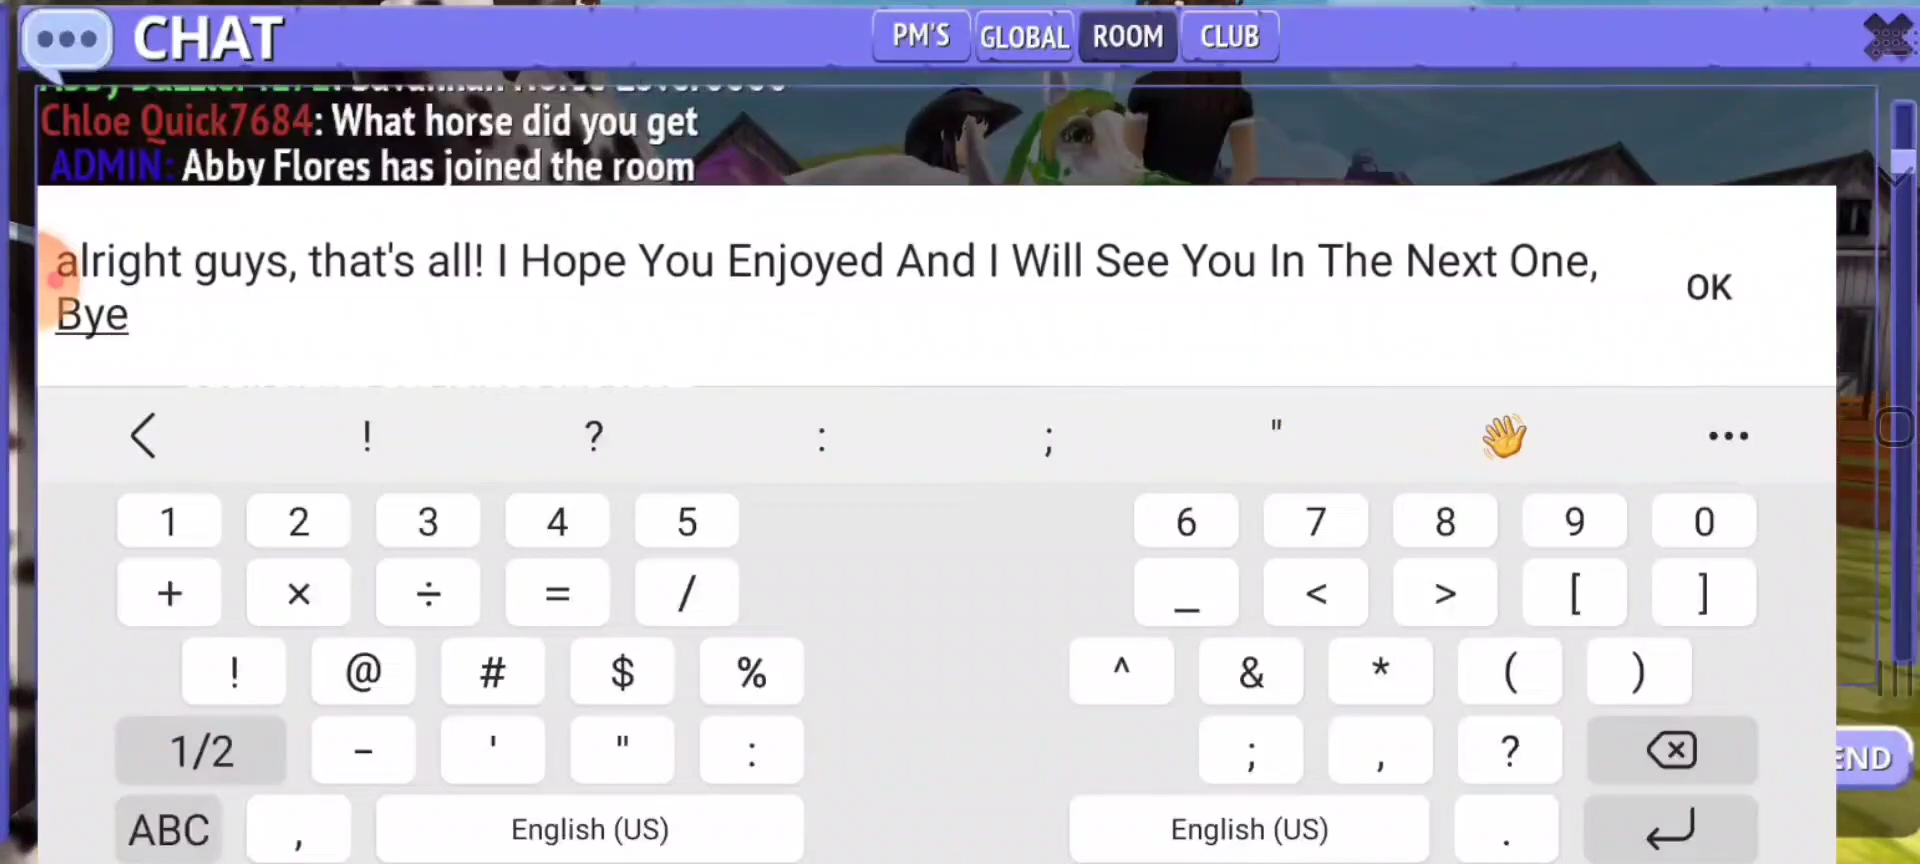 CHAT
PM'S GLOBAL ROOM CLUB
Chloe Quick7684: What horse did you get
ADMIN: Abby Flores has joined the room
alright guys, that's all! I Hope You Enjoyed And I Will See You In The Next One,
Bye
OK
! ? : ; " 👋 •••
1 2 3 4 5 6 7 8 9 0
+ × ÷ = / _ < > [ ]
! @ # $ % ^ & * ( )
1/2 - ' " : ; , ?
END
ABC , English (US) English (US) .